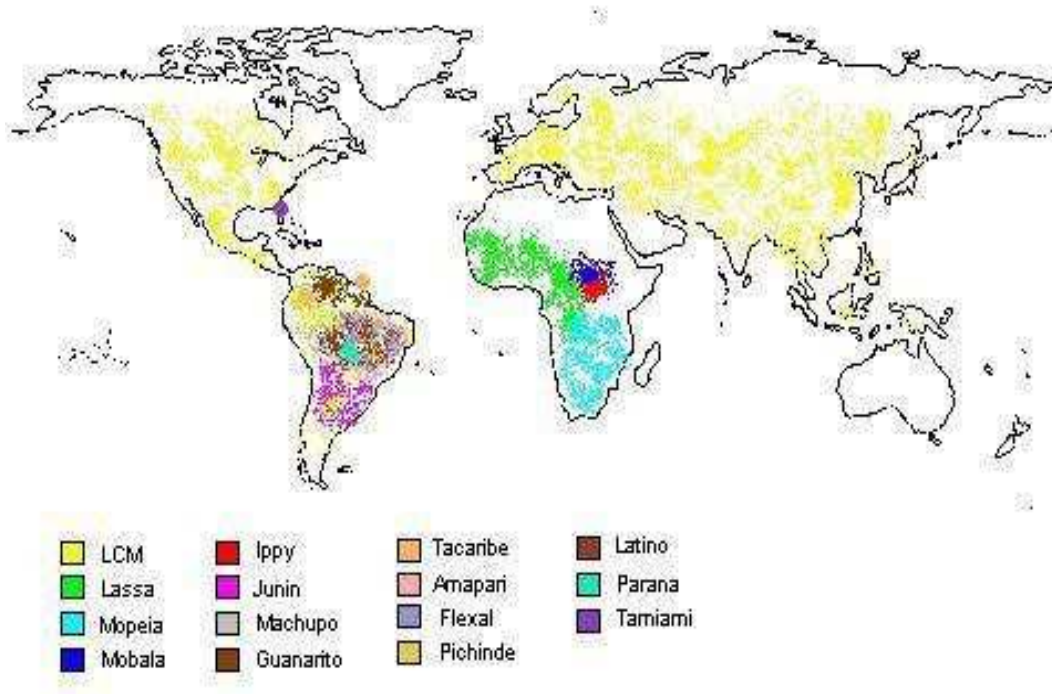 LCM
Lassa
Mopeia
Mobala
Ippy
Junin
Machupo
Guanarito
Tacaribe
Amapari
Flexal
Pichinde
Latino
Parana
Tamiami